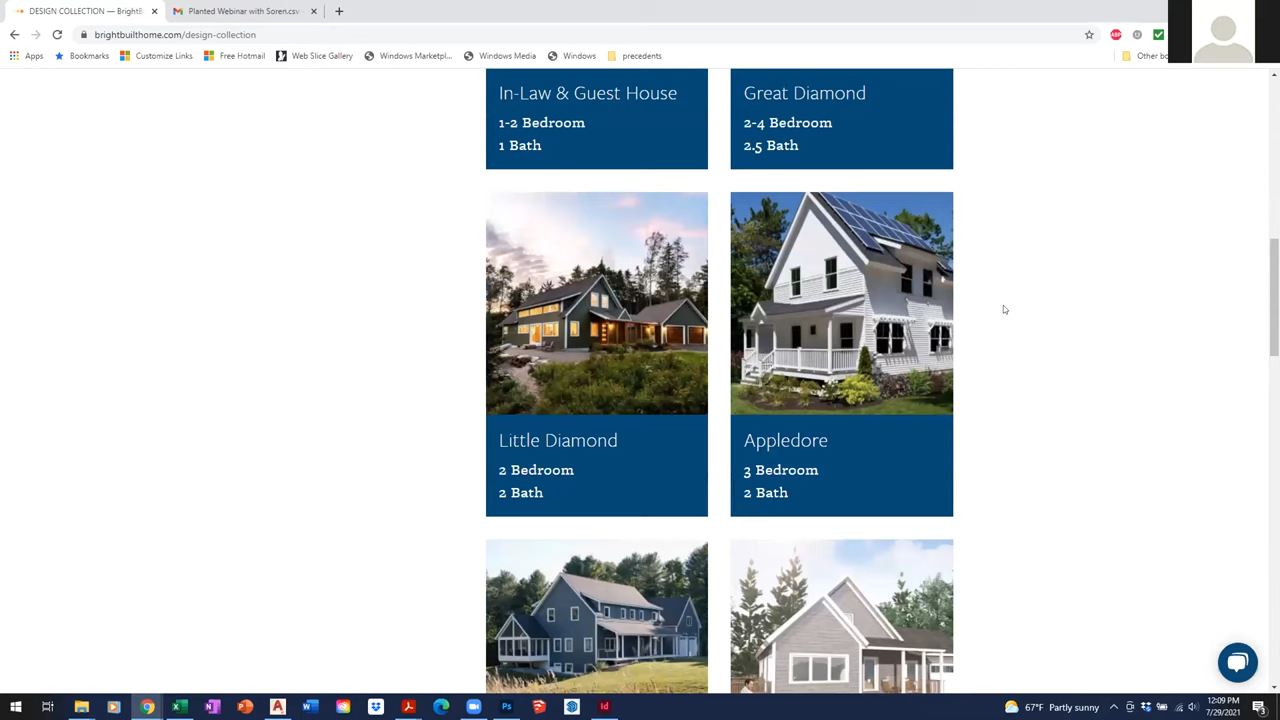 DESIGN COLLECTION — Brightl
Planted Webinar with Soren.csv
brightbuilthome.com/design-collection
Apps
Bookmarks
Customize Links
Free Hotmail
Web Slice Gallery
Windows Marketpl...
Windows Media
Windows
precedents
Other bo
In-Law & Guest House
1-2 Bedroom
1 Bath
Great Diamond
2-4 Bedroom
2.5 Bath
Little Diamond
2 Bedroom
2 Bath
Appledore
3 Bedroom
2 Bath
67°F Partly sunny
12:09 PM
7/29/2021